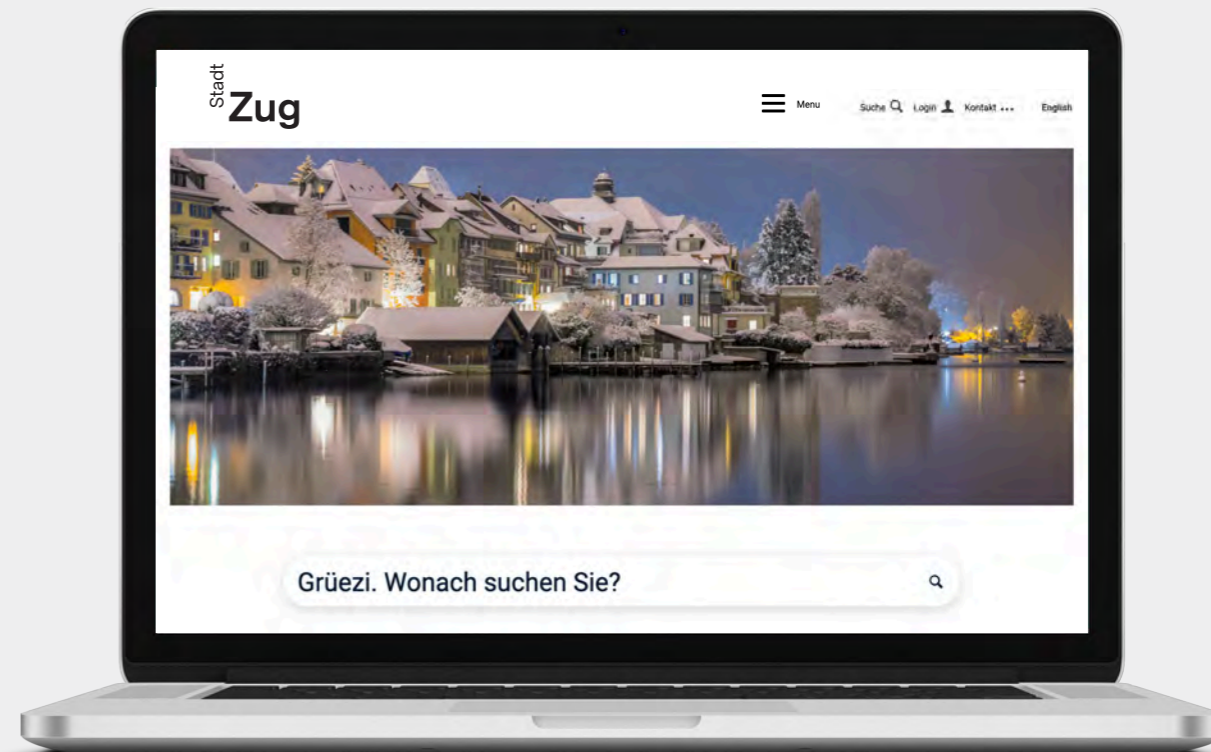 Stadt
Zug
Menu
Suche
Login
Kontakt
English
Grüezi. Wonach suchen Sie?